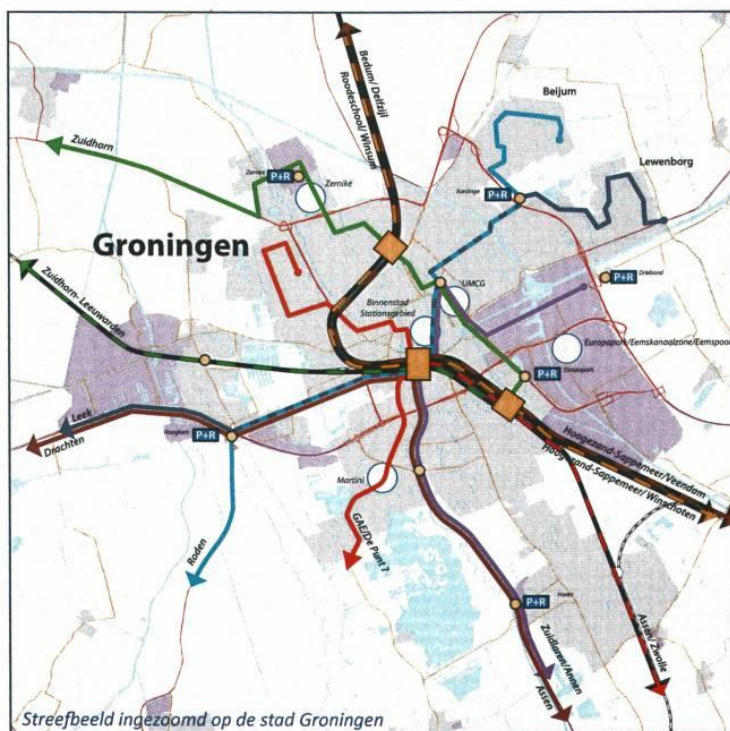 Bedum/ Delfzijl
Roodeschool/ Winsum
Beijum
Zuidhorn
Lewenborg
Zernike
P+R
Zernike
Kardinge
P+R
Groningen
P+R
Driebond
UMCG
Binnenstad
Stationsgebied
Zuidhorn- Leeuwarden
Europapark/Eemskanaalzone/Eemspoort
P+R
Europapark
Leek
Drachten
Hoogkerk
P+R
Hoogezand-Sappemeer/Veendam
Hoogezand-Sappemeer/ Winschoten
Martini
Roden
GAE/De Punt ?
P+R
Haren
Zuidlaren/Annen
Assen
Assen/ Zwolle
Streefbeeld ingezoomd op de stad Groningen